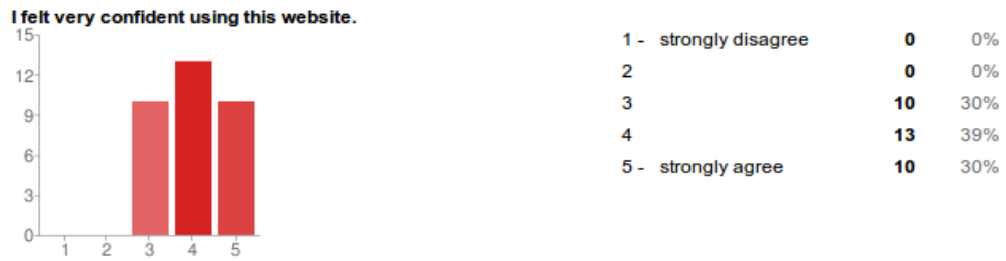 I felt very confident using this website.
15
12
9
6
3
0
1 2 3 4 5
1 - strongly disagree 0 0%
2 0 0%
3 10 30%
4 13 39%
5 - strongly agree 10 30%